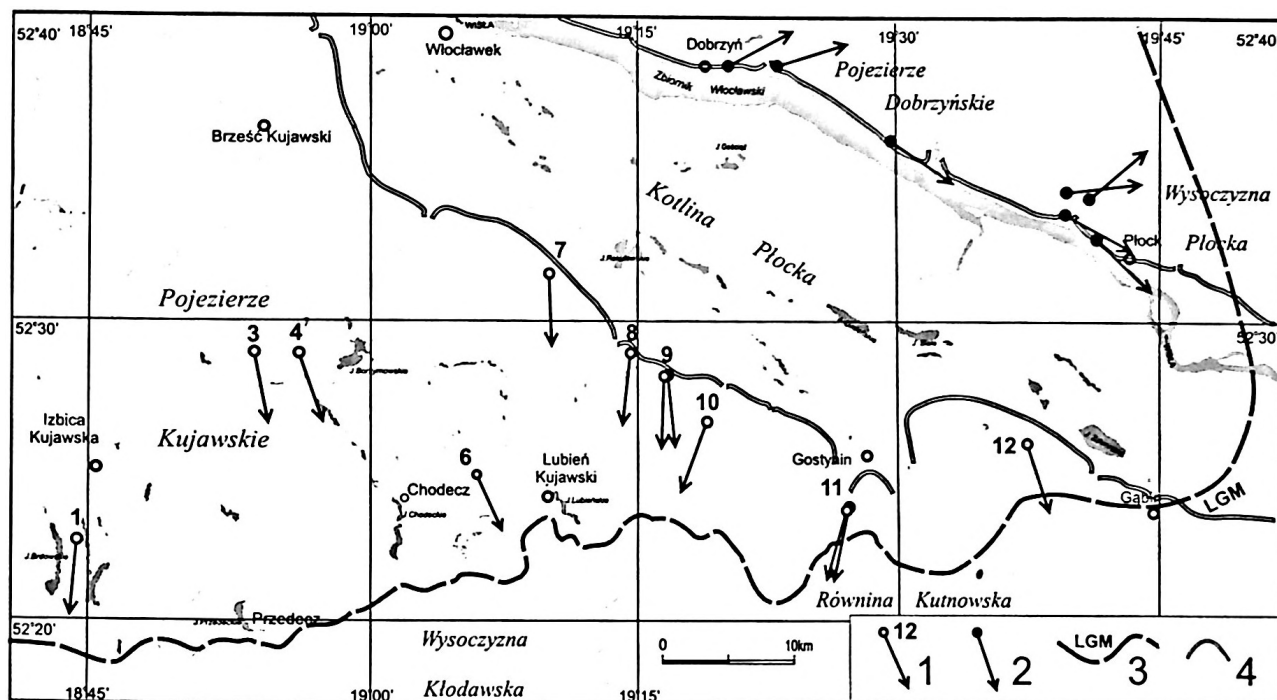 52°40'
18°45'
19°00'
WISŁA
19°15'
19°30'
19°45'
52°40'
Włocławek
Dobrzyń
Zbiornik Włocławski
Pojezierze
Dobrzyńskie
Brześć Kujawski
Kotlina
Płocka
Wysoczyzna
Płocka
Płock
7
Pojezierze
52°30'
52°30'
3
4
8
9
10
Izbica
Kujawska
Kujawskie
6
Lubień
Kujawski
Chodecz
J. Chodeckie
J. Lubieńskie
Gostynin
12
11
Gąbin
LGM
1
Równina Kutnowska
52°20'
Przedecz
Wysoczyzna
Kłodawska
0
10km
12
1
2
LGM
3
4
18°45'
19°00'
19°15'